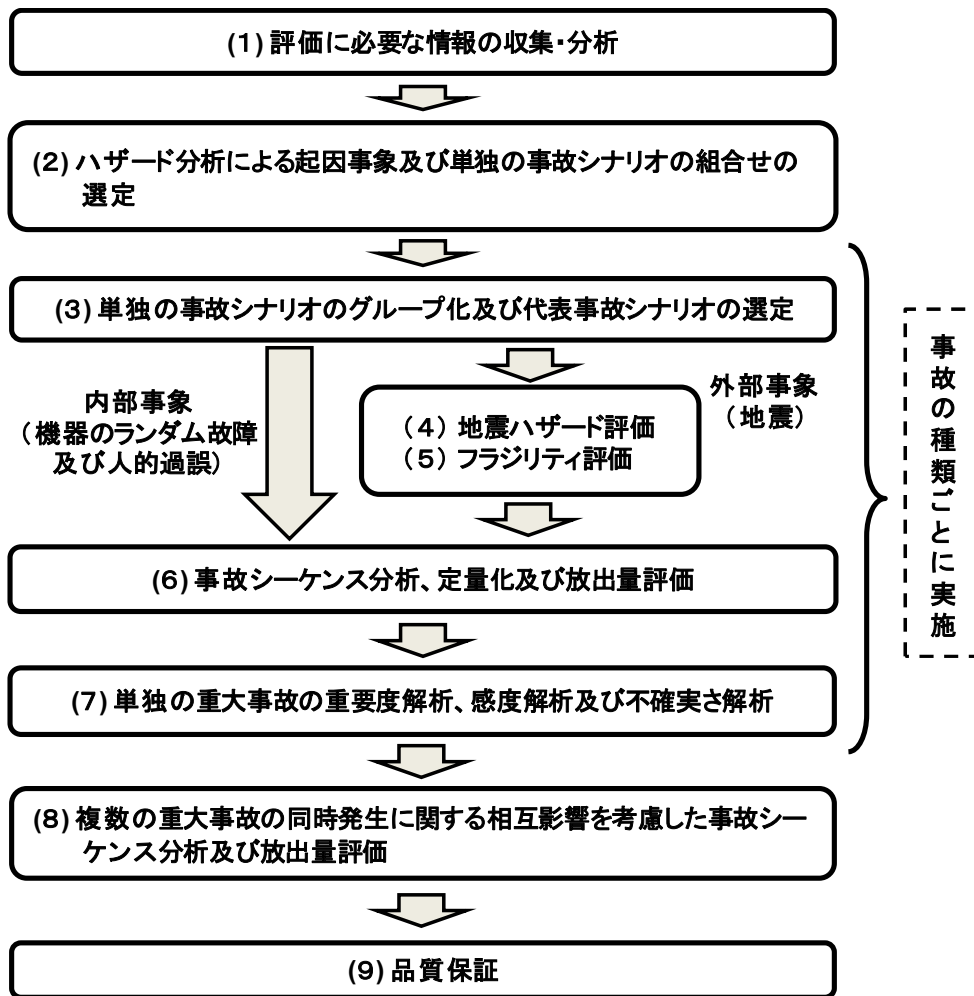 (1) 評価に必要な情報の収集・分析
(2) ハザード分析による起因事象及び単独の事故シナリオの組合せの
選定
(3) 単独の事故シナリオのグループ化及び代表事故シナリオの選定
内部事象
（機器のランダム故障
及び人的過誤）
外部事象
（地震）
（4） 地震ハザード評価
（5） フラジリティ評価
(6) 事故シーケンス分析、定量化及び放出量評価
(7) 単独の重大事故の重要度解析、感度解析及び不確実さ解析
事故の種類ごとに実施
(8) 複数の重大事故の同時発生に関する相互影響を考慮した事故シー
ケンス分析及び放出量評価
(9) 品質保証